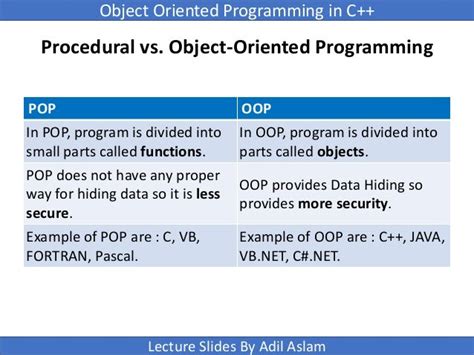 Object Oriented Programming in C++
Procedural vs. Object-Oriented Programming
POP
OOP
In POP, program is divided into
small parts called functions.
In OOP, program is divided into
parts called objects.
POP does not have any proper
way for hiding data so it is less
secure.
OOP provides Data Hiding so
provides more security.
Example of POP are : C, VB,
FORTRAN, Pascal.
Example of OOP are : C++, JAVA,
VB.NET, C#.NET.
Lecture Slides By Adil Aslam